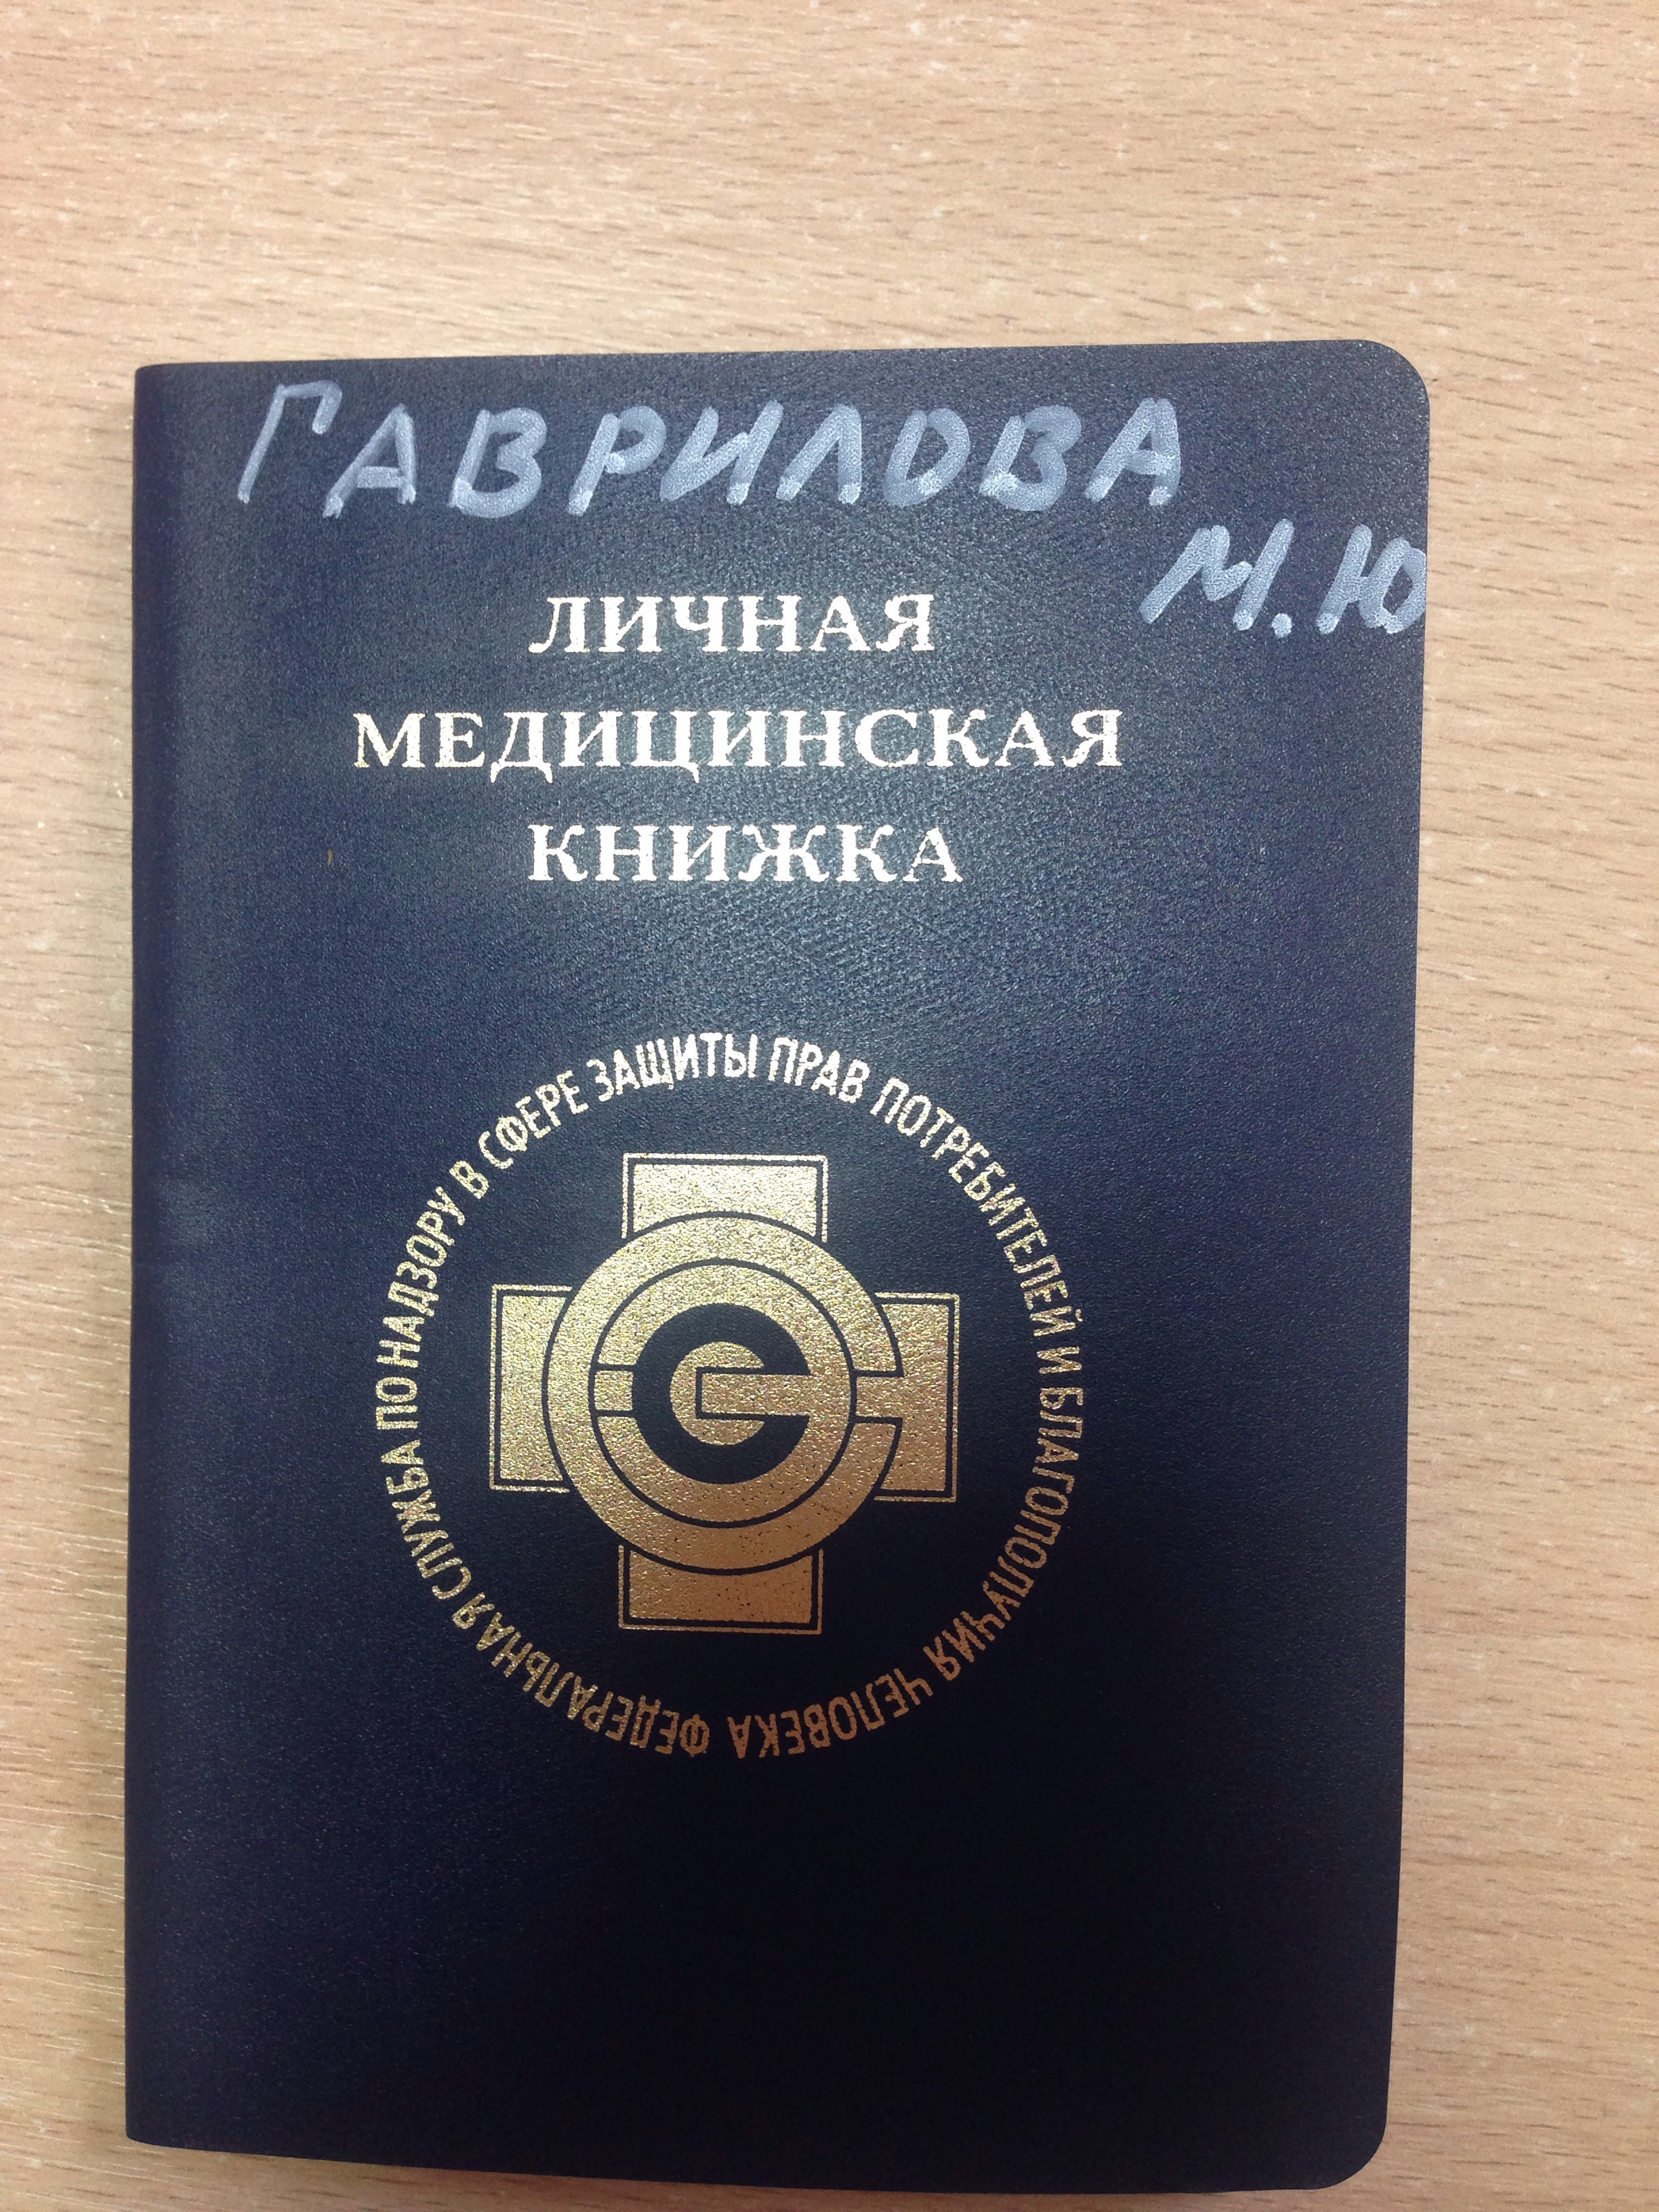 ГАВРИЛОВА
М.Ю
ЛИЧНАЯ
МЕДИЦИНСКАЯ
КНИЖКА
ФЕДЕРАЛЬНАЯ СЛУЖБА ПО НАДЗОРУ В СФЕРЕ ЗАЩИТЫ ПРАВ ПОТРЕБИТЕЛЕЙ И БЛАГОПОЛУЧИЯ ЧЕЛОВЕКА